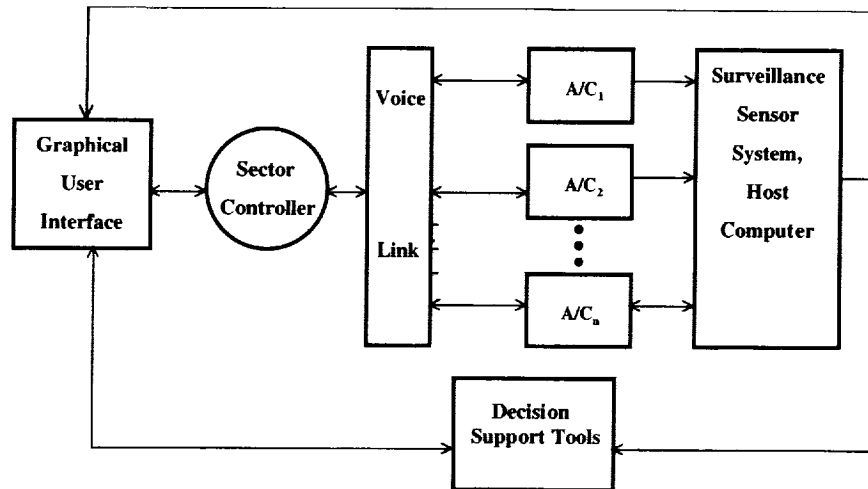 Graphical
User
Interface
Sector
Controller
Voice
Link
A/C1
A/C2
A/Cn
Surveillance
Sensor
System,
Host
Computer
Decision
Support Tools